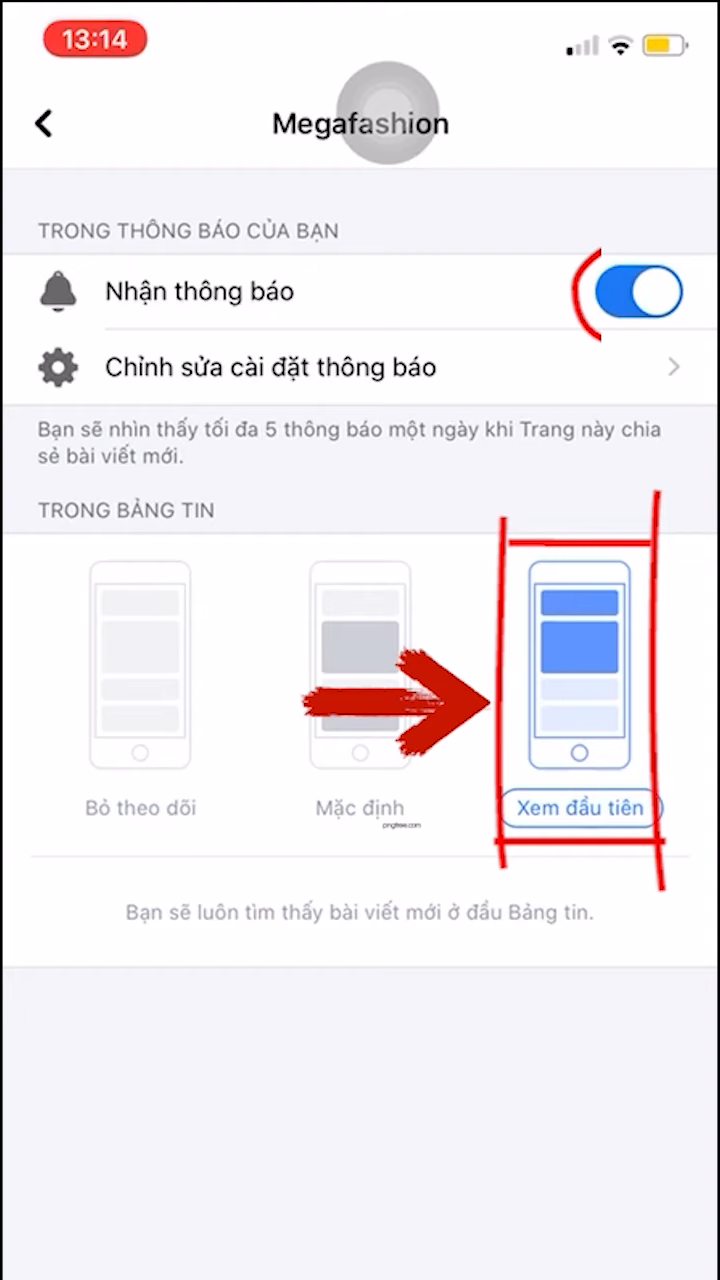 13:14
Megafashion
TRONG THÔNG BÁO CỦA BẠN
Nhận thông báo
Chỉnh sửa cài đặt thông báo
Bạn sẽ nhìn thấy tối đa 5 thông báo một ngày khi Trang này chia
sẻ bài viết mới.
TRONG BẢNG TIN
Bỏ theo dõi
Mặc định
Xem đầu tiên
pngtree.com
Bạn sẽ luôn tìm thấy bài viết mới ở đầu Bảng tin.